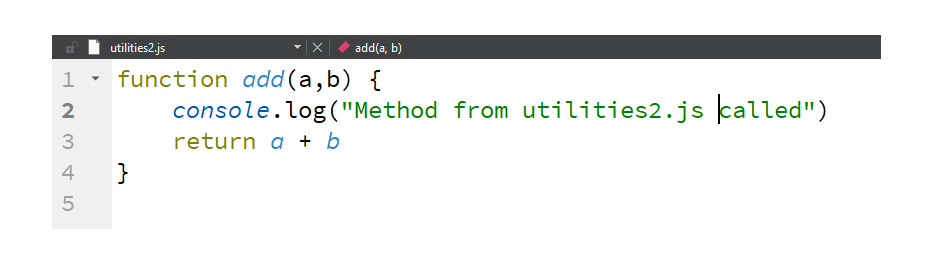 utilities2.js add(a, b)
1 function add(a,b) {
2 console.log("Method from utilities2.js called")
3 return a + b
4 }
5